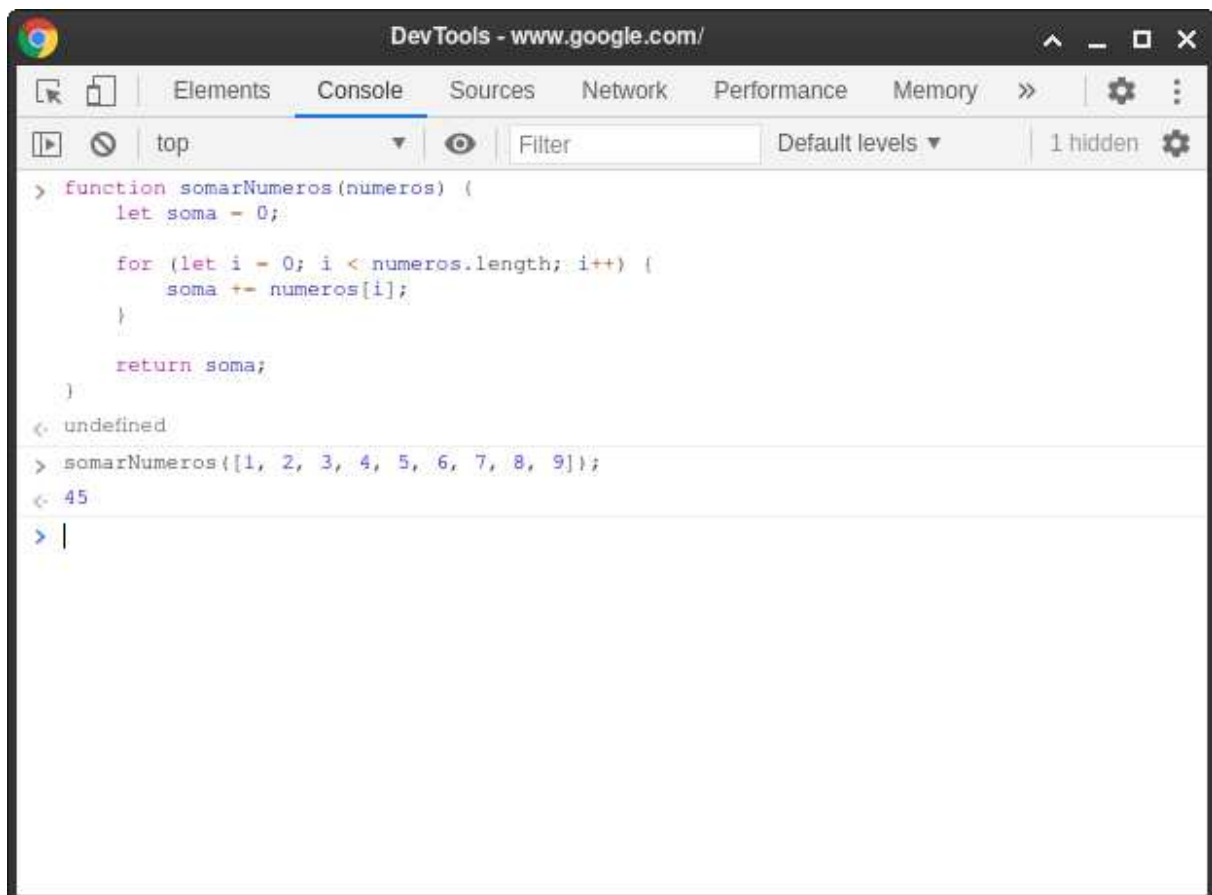 DevTools - www.google.com/
Elements Console Sources Network Performance Memory »
top Filter Default levels 1 hidden
> function somarNumeros(numeros) {
let soma = 0;
for (let i = 0; i < numeros.length; i++) {
soma += numeros[i];
}
return soma;
}
undefined
> somarNumeros([1, 2, 3, 4, 5, 6, 7, 8, 9]);
45
>